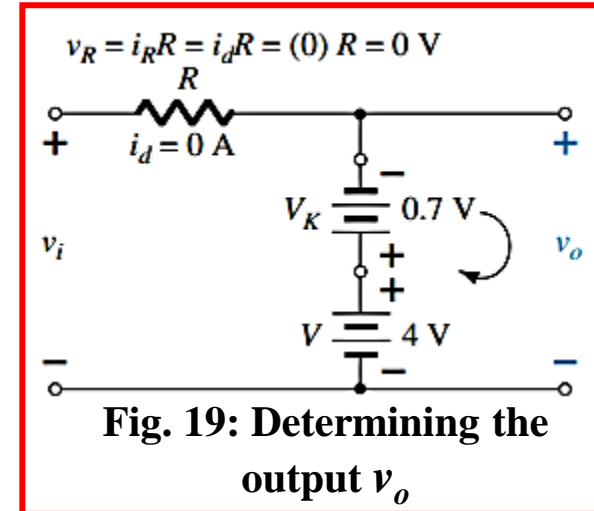 v_R = i_R R = i_d R = (0) R = 0 V
R
+ i_d = 0 A +
−
V_K 0.7 V
v_i + v_o
+
V 4 V
− − −
Fig. 19: Determining the
output v_o